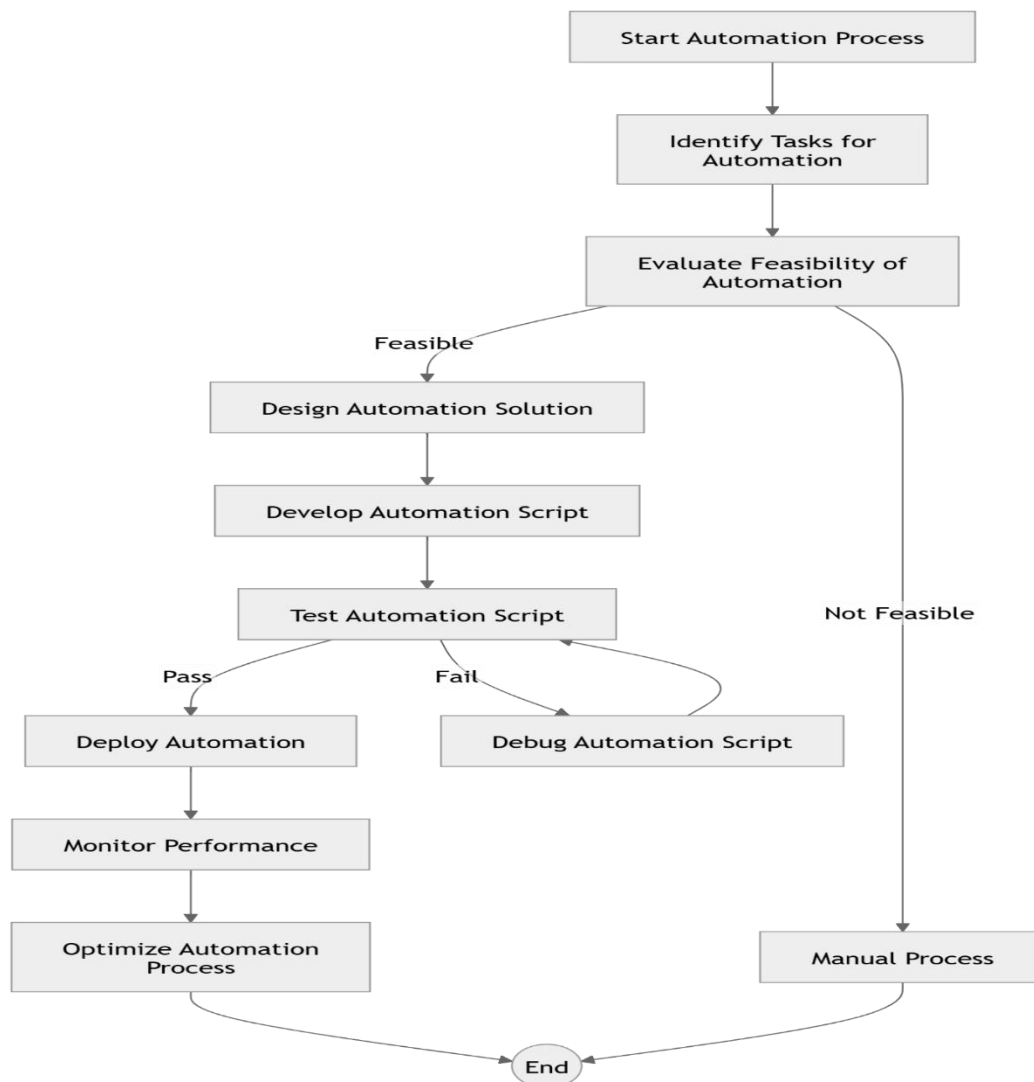 Start Automation Process
Identify Tasks for
Automation
Evaluate Feasibility of
Automation
Feasible
Design Automation Solution
Develop Automation Script
Test Automation Script
Not Feasible
Pass
Fail
Deploy Automation
Debug Automation Script
Monitor Performance
Optimize Automation
Process
Manual Process
End